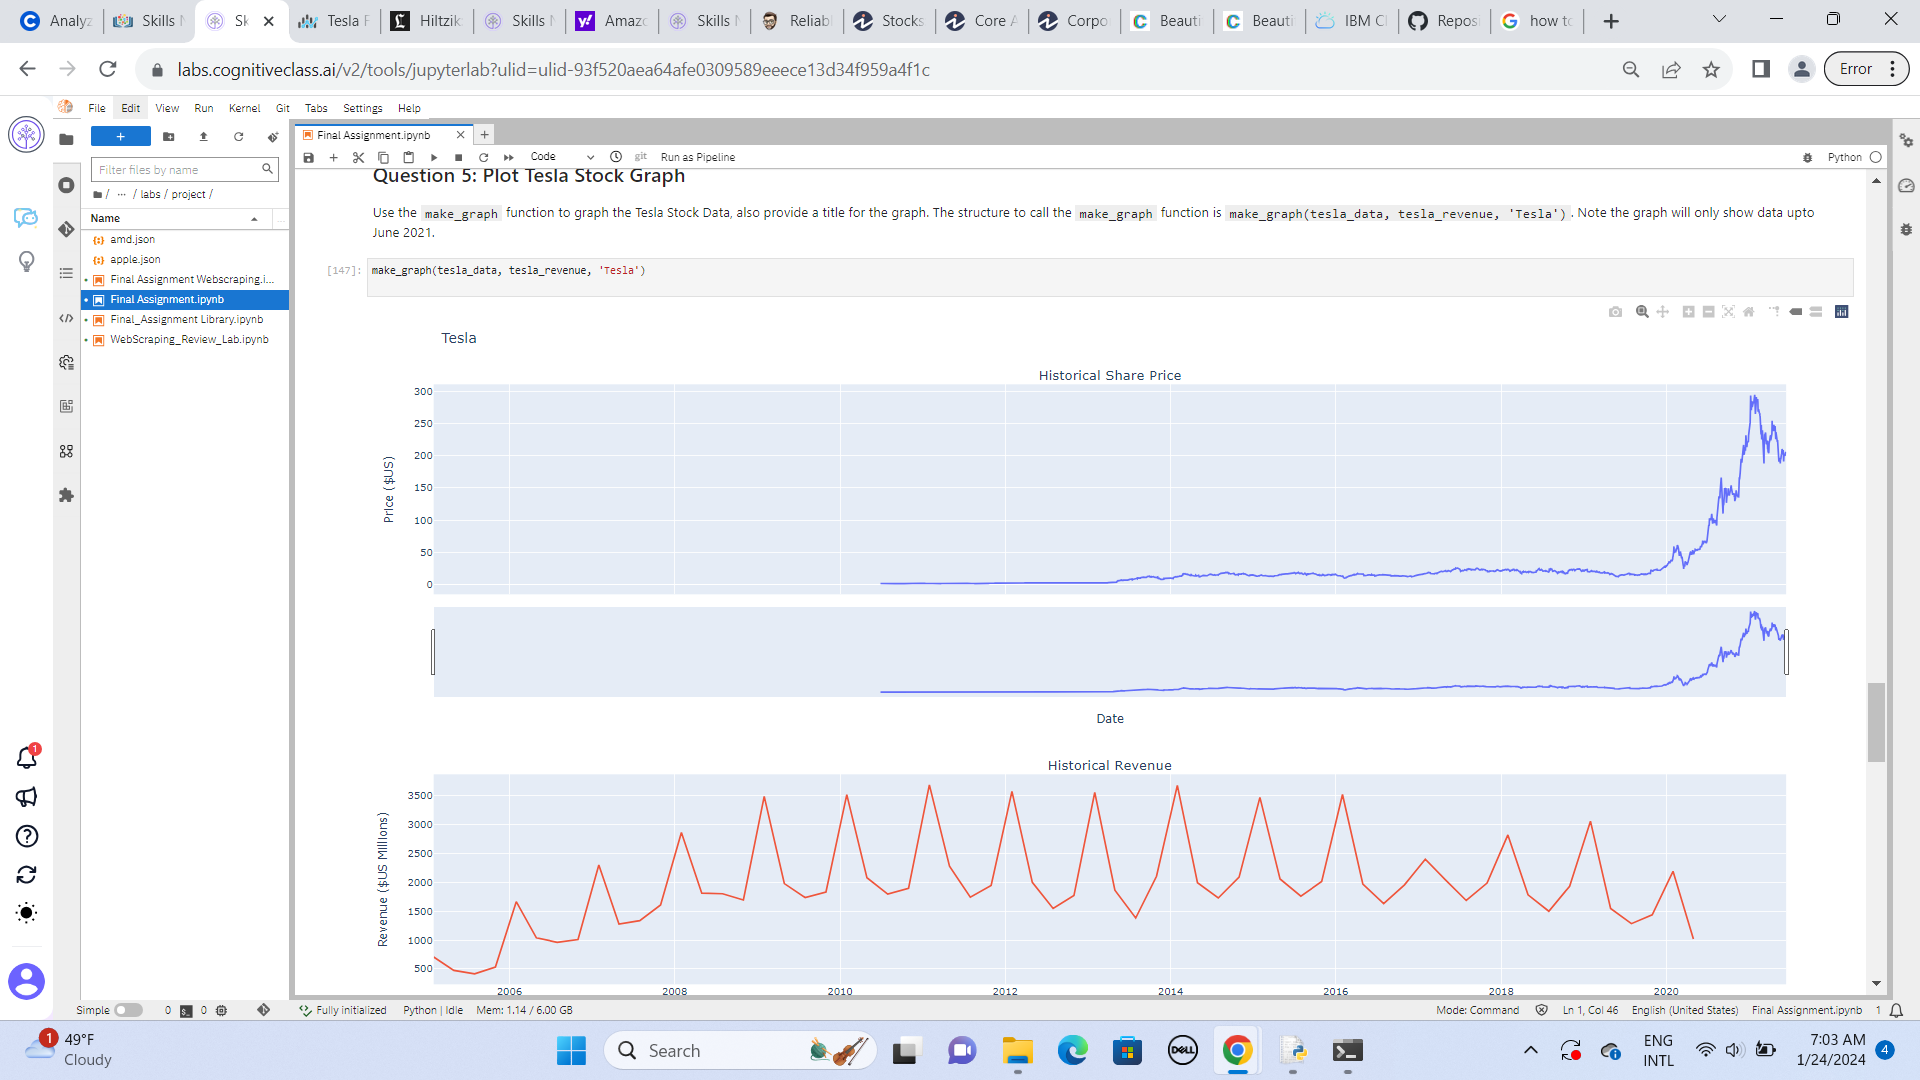 Analyz
Skills N
Sk
Tesla F
Hiltzik
Skills N
Amazo
Skills N
Reliabl
Stocks
Core A
Corpo
Beauti
Beauti
IBM Cl
Reposi
how to
labs.cognitiveclass.ai/v2/tools/jupyterlab?ulid=ulid-93f520aea64afe0309589eeece13d34f959a4f1c
Error
File Edit View Run Kernel Git Tabs Settings Help
Final Assignment.ipynb
Code
git
Run as Pipeline
Python
Filter files by name
/ ... / labs / project /
Name
amd.json
apple.json
Final Assignment Webscraping.i...
Final Assignment.ipynb
Final_Assignment Library.ipynb
WebScraping_Review_Lab.ipynb
Question 5: Plot Tesla Stock Graph
Use the make_graph function to graph the Tesla Stock Data, also provide a title for the graph. The structure to call the make_graph function is make_graph(tesla_data, tesla_revenue, 'Tesla'). Note the graph will only show data upto
June 2021.
[147]: make_graph(tesla_data, tesla_revenue, 'Tesla')
Tesla
Historical Share Price
300
250
200
150
100
50
0
Price ($US)
Date
Historical Revenue
3500
3000
2500
2000
1500
1000
500
Revenue ($US Millions)
2006 2008 2010 2012 2014 2016 2018 2020
1
Simple 0 0 Fully initialized Python | Idle Mem: 1.14 / 6.00 GB Mode: Command Ln 1, Col 46 English (United States) Final Assignment.ipynb 1
1
49°F
Cloudy
Search
DELL
ENG
INTL
7:03 AM
1/24/2024
4